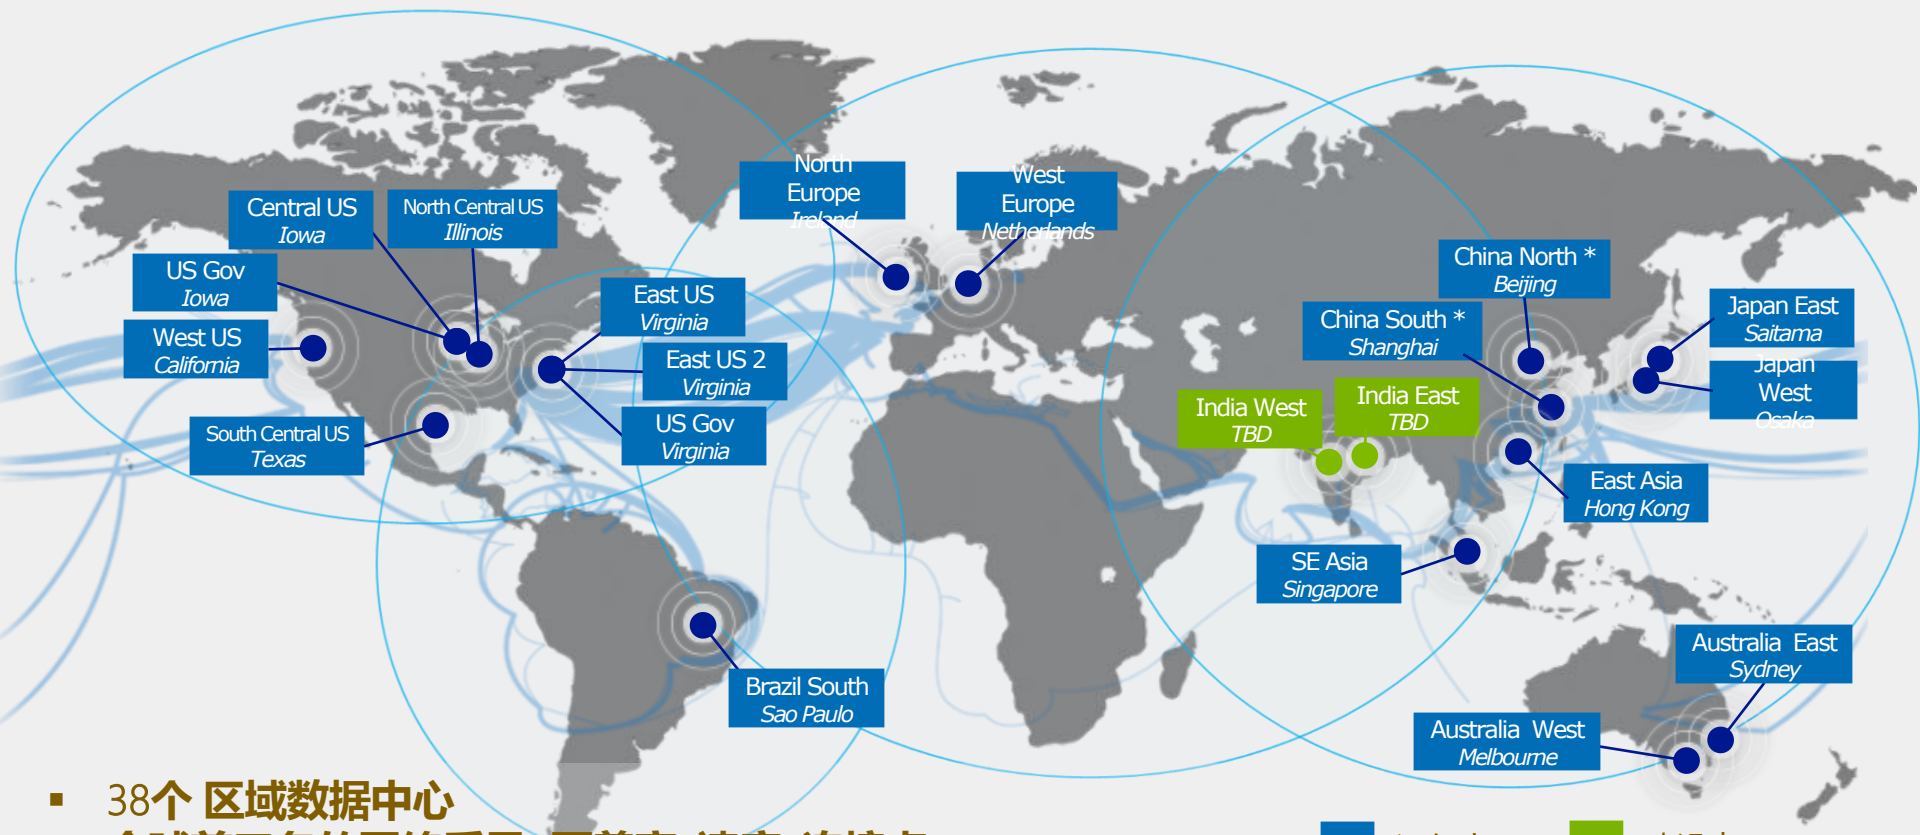 North
Europe
Ireland
West
Europe
Netherlands
Central US
Iowa
North Central US
Illinois
US Gov
Iowa
West US
California
South Central US
Texas
East US
Virginia
East US 2
Virginia
US Gov
Virginia
China North *
Beijing
China South *
Shanghai
Japan East
Saitama
Japan
West
Osaka
India West
TBD
India East
TBD
East Asia
Hong Kong
SE Asia
Singapore
Brazil South
Sao Paulo
Australia East
Sydney
Australia West
Melbourne
▪ 38个 区域数据中心